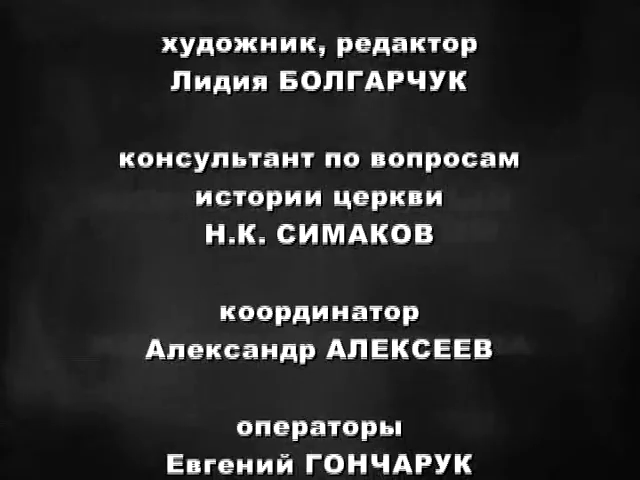 художник, редактор
Лидия БОЛГАРЧУК
консультант по вопросам
истории церкви
Н.К. СИМАКОВ
координатор
Александр АЛЕКСЕЕВ
операторы
Евгений ГОНЧАРУК